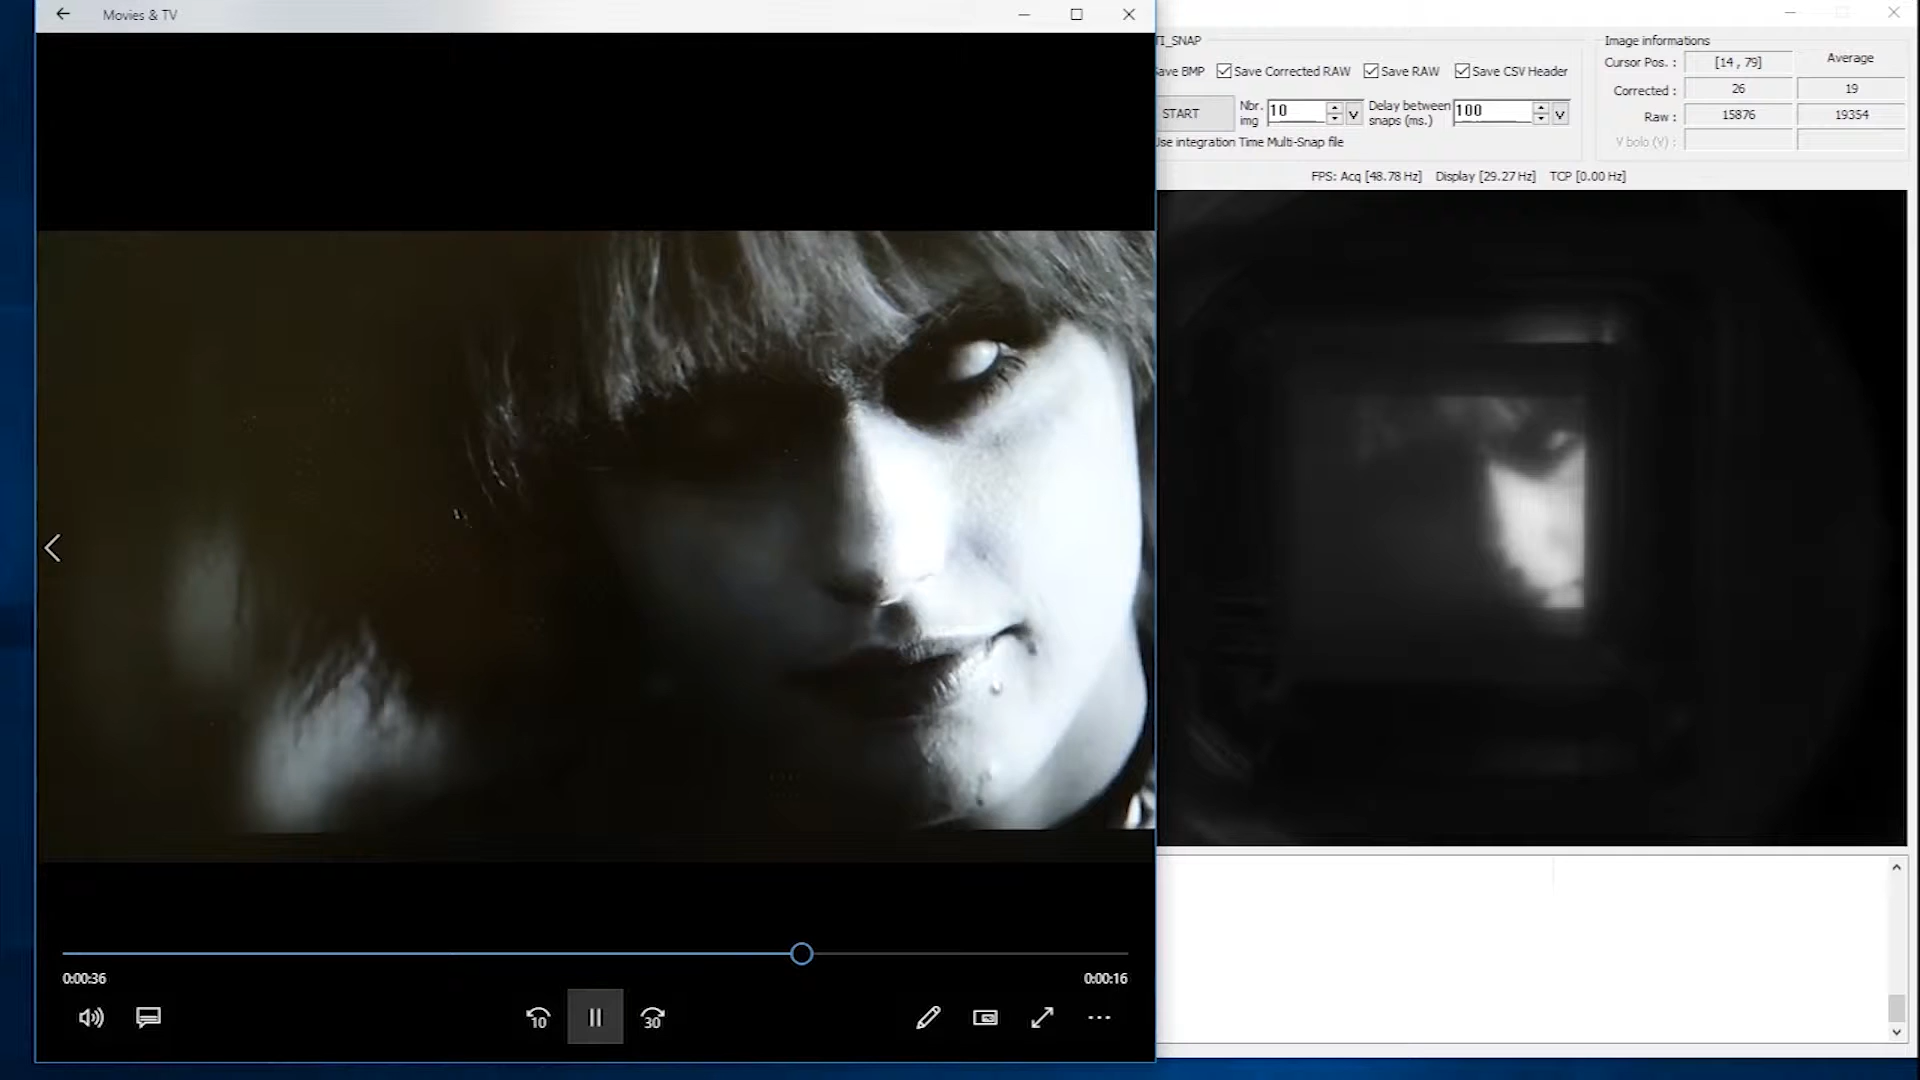 Movies & TV
TI_SNAP
ave BMP Save Corrected RAW Save RAW Save CSV Header
START Nbr. img 10 Delay between snaps (ms.) 100
se integration Time Multi-Snap file
Image informations
Average
Cursor Pos. : [14 , 79]
Corrected : 26 19
Raw : 15876 19354
V bolo (V) :
FPS: Acq [48.78 Hz] Display [29.27 Hz] TCP [0.00 Hz]
0:00:36 0:00:16
10 30